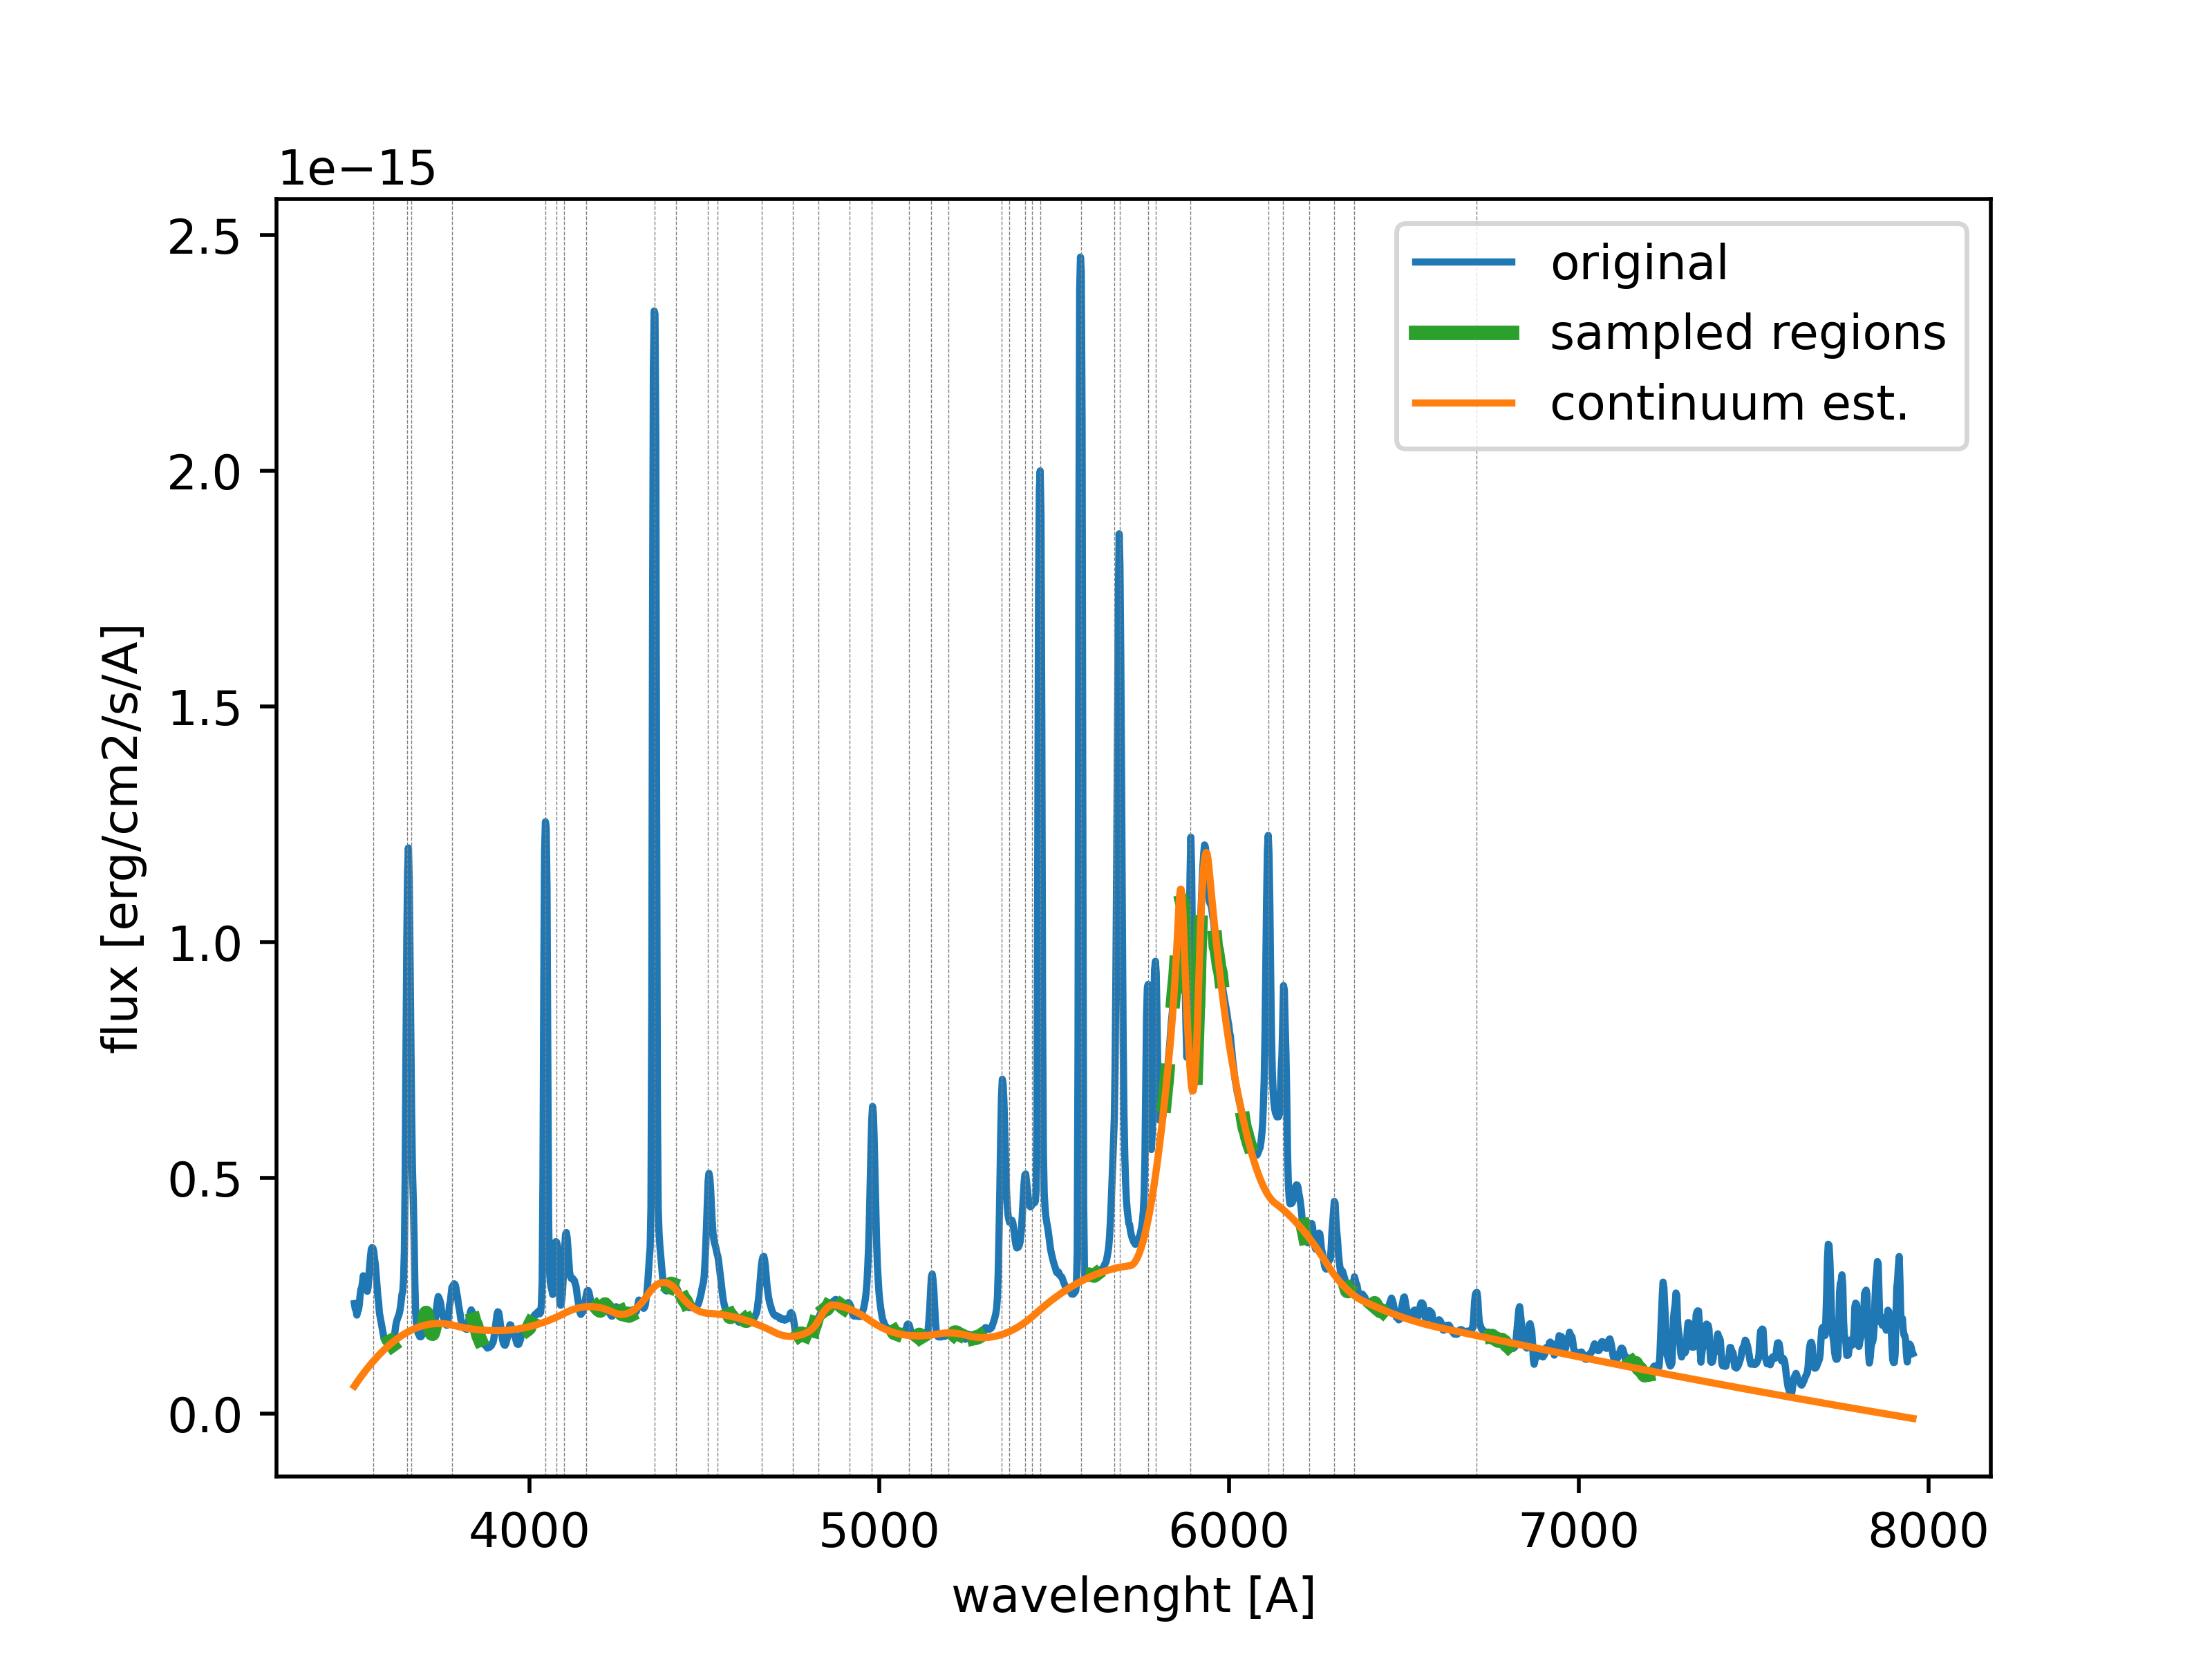 1e−15
2.5
2.0
1.5
1.0
0.5
0.0
flux [erg/cm2/s/A]
original
sampled regions
continuum est.
4000 5000 6000 7000 8000
wavelenght [A]